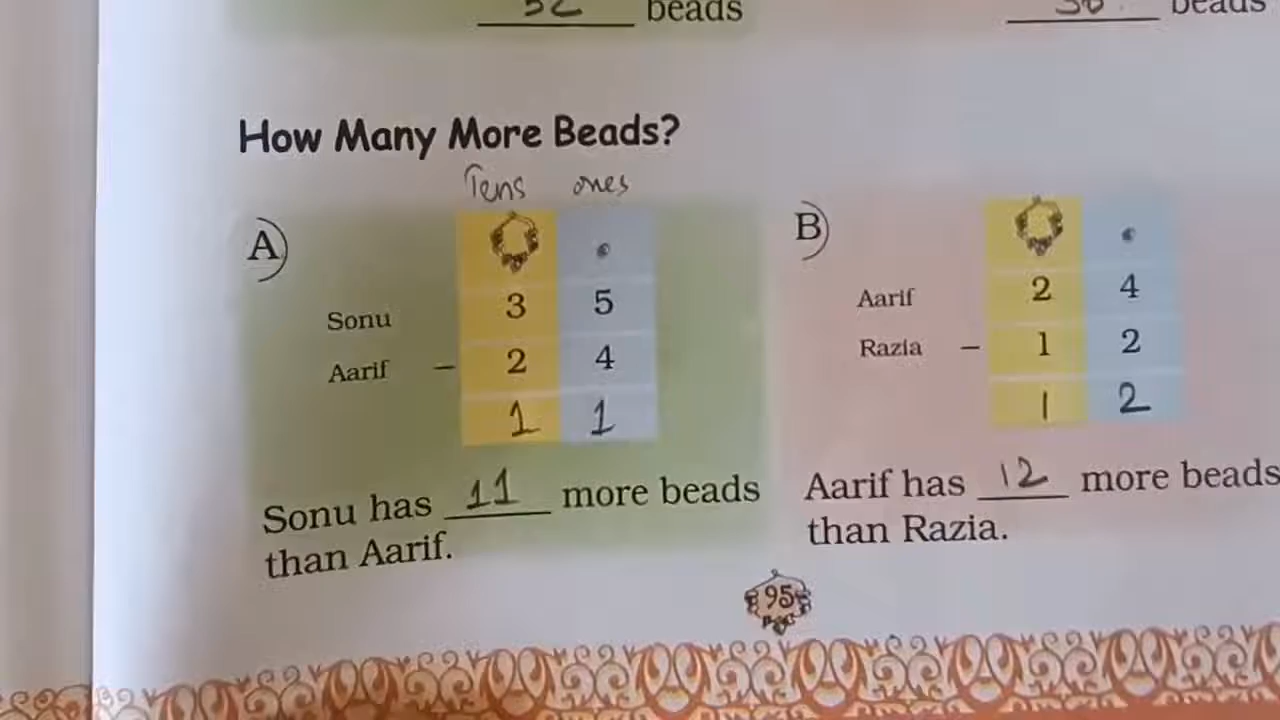 52 beads beads
How Many More Beads?
Tens ones
A) B)
Sonu 3 5
Aarif - 2 4
1 1
Aarif 2 4
Razia - 1 2
1 2
Sonu has 11 more beads
than Aarif.
Aarif has 12 more beads
than Razia.
95